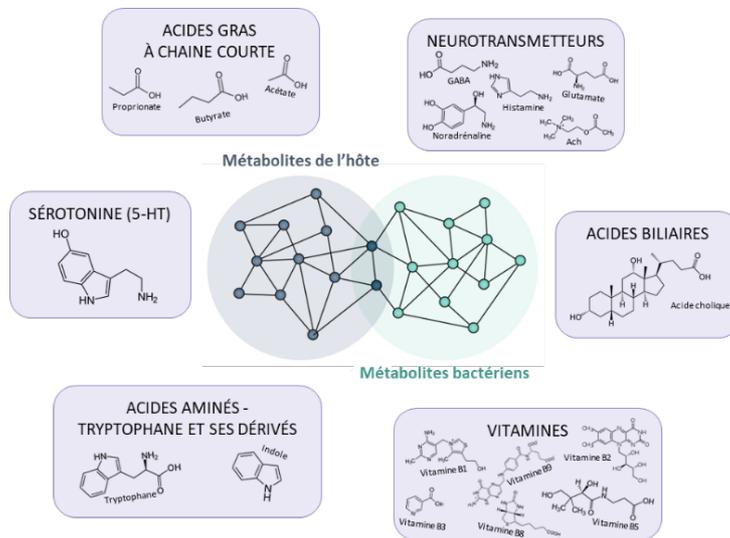 ACIDES GRAS
À CHAINE COURTE
Proprionate
Butyrate
Acétate
NEUROTRANSMETTEURS
GABA
Histamine
Glutamate
Noradrénaline
Ach
Métabolites de l'hôte
SÉROTONINE (5-HT)
ACIDES BILIAIRES
Acide cholique
Métabolites bactériens
ACIDES AMINÉS -
TRYPTOPHANE ET SES DÉRIVÉS
Tryptophane
Indole
VITAMINES
Vitamine B1
Vitamine B9
Vitamine B2
Vitamine B3
Vitamine B8
Vitamine B5